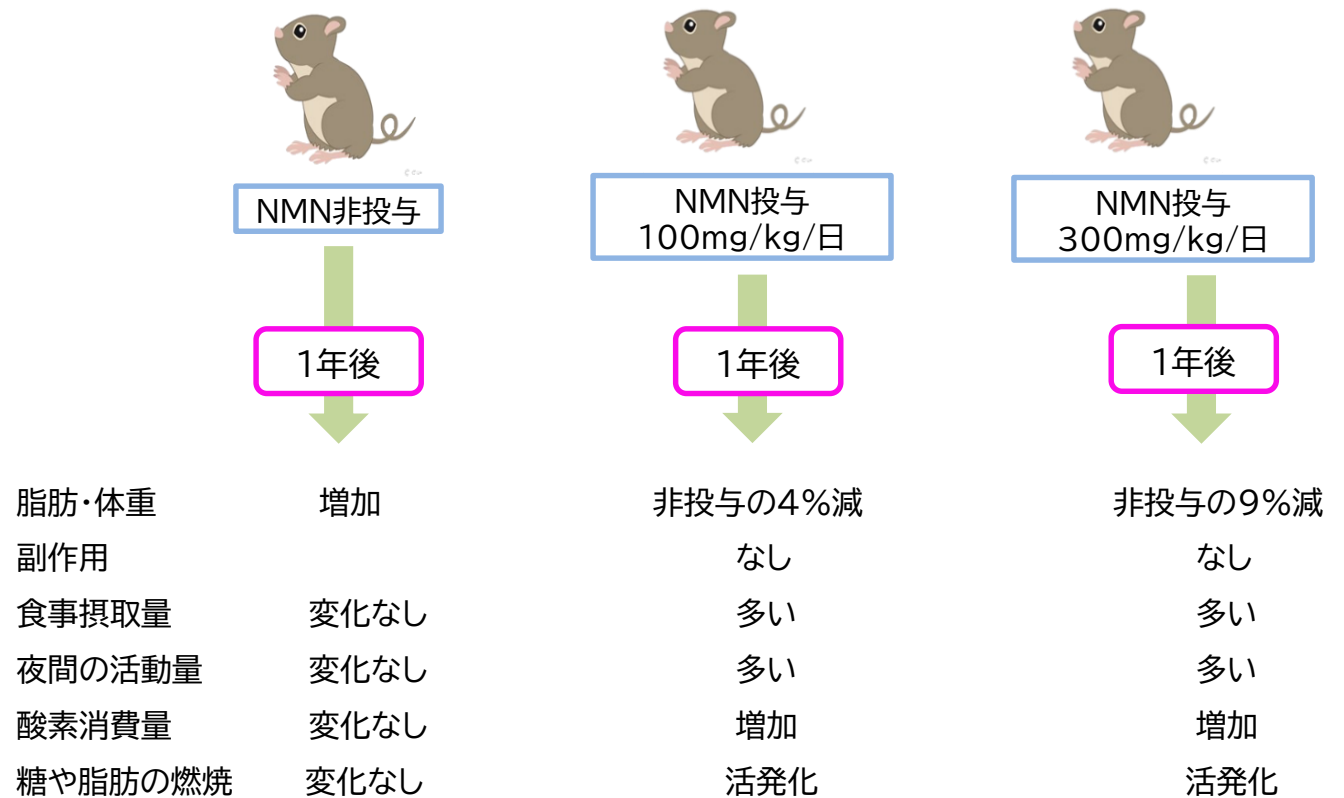 NMN非投与
NMN投与
100mg/kg/日
NMN投与
300mg/kg/日
1年後 1年後 1年後
脂肪・体重 増加 非投与の4%減 非投与の9%減
副作用 なし なし
食事摂取量 変化なし 多い 多い
夜間の活動量 変化なし 多い 多い
酸素消費量 変化なし 増加 増加
糖や脂肪の燃焼 変化なし 活発化 活発化